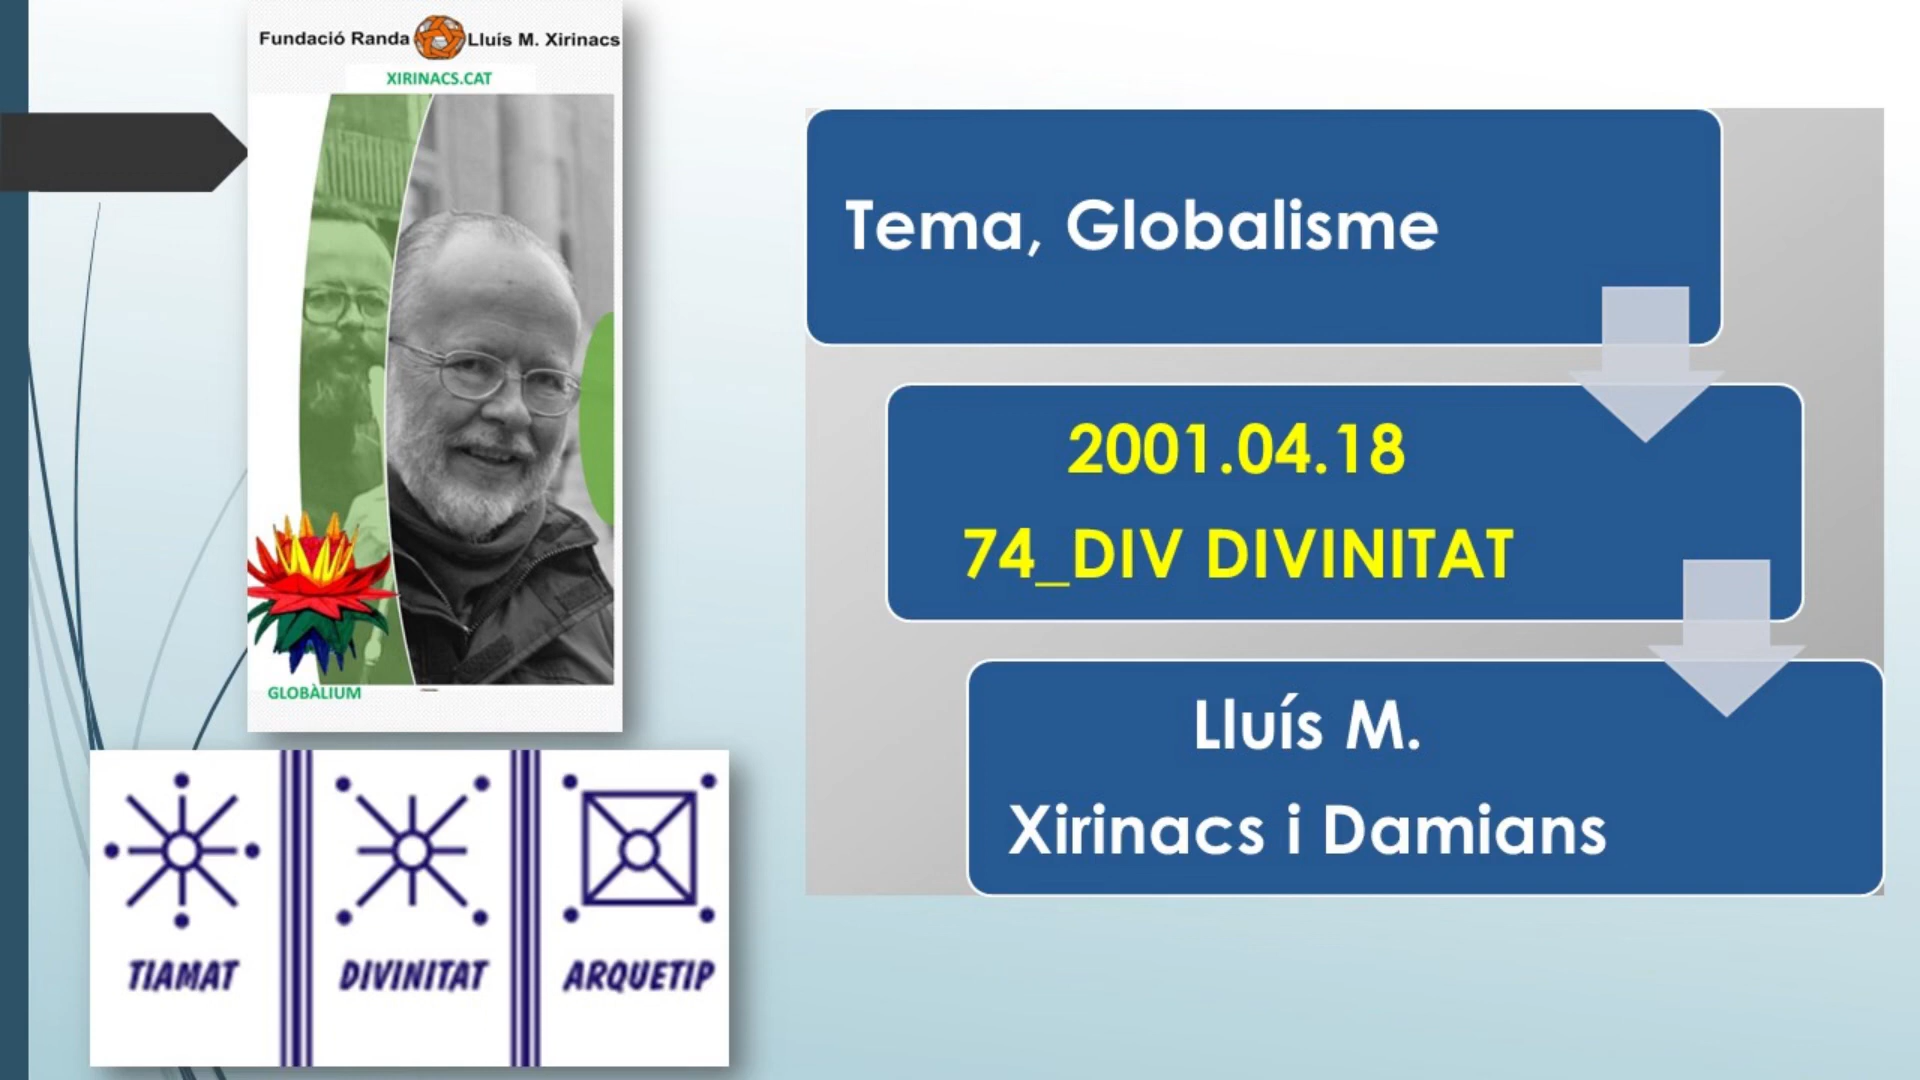 Fundació Randa Lluís M. Xirinacs
XIRINACS.CAT
GLOBÀLIUM
Tema, Globalisme
2001.04.18
74_DIV DIVINITAT
Lluís M.
Xirinacs i Damians
TIAMAT
DIVINITAT
ARQUETIP